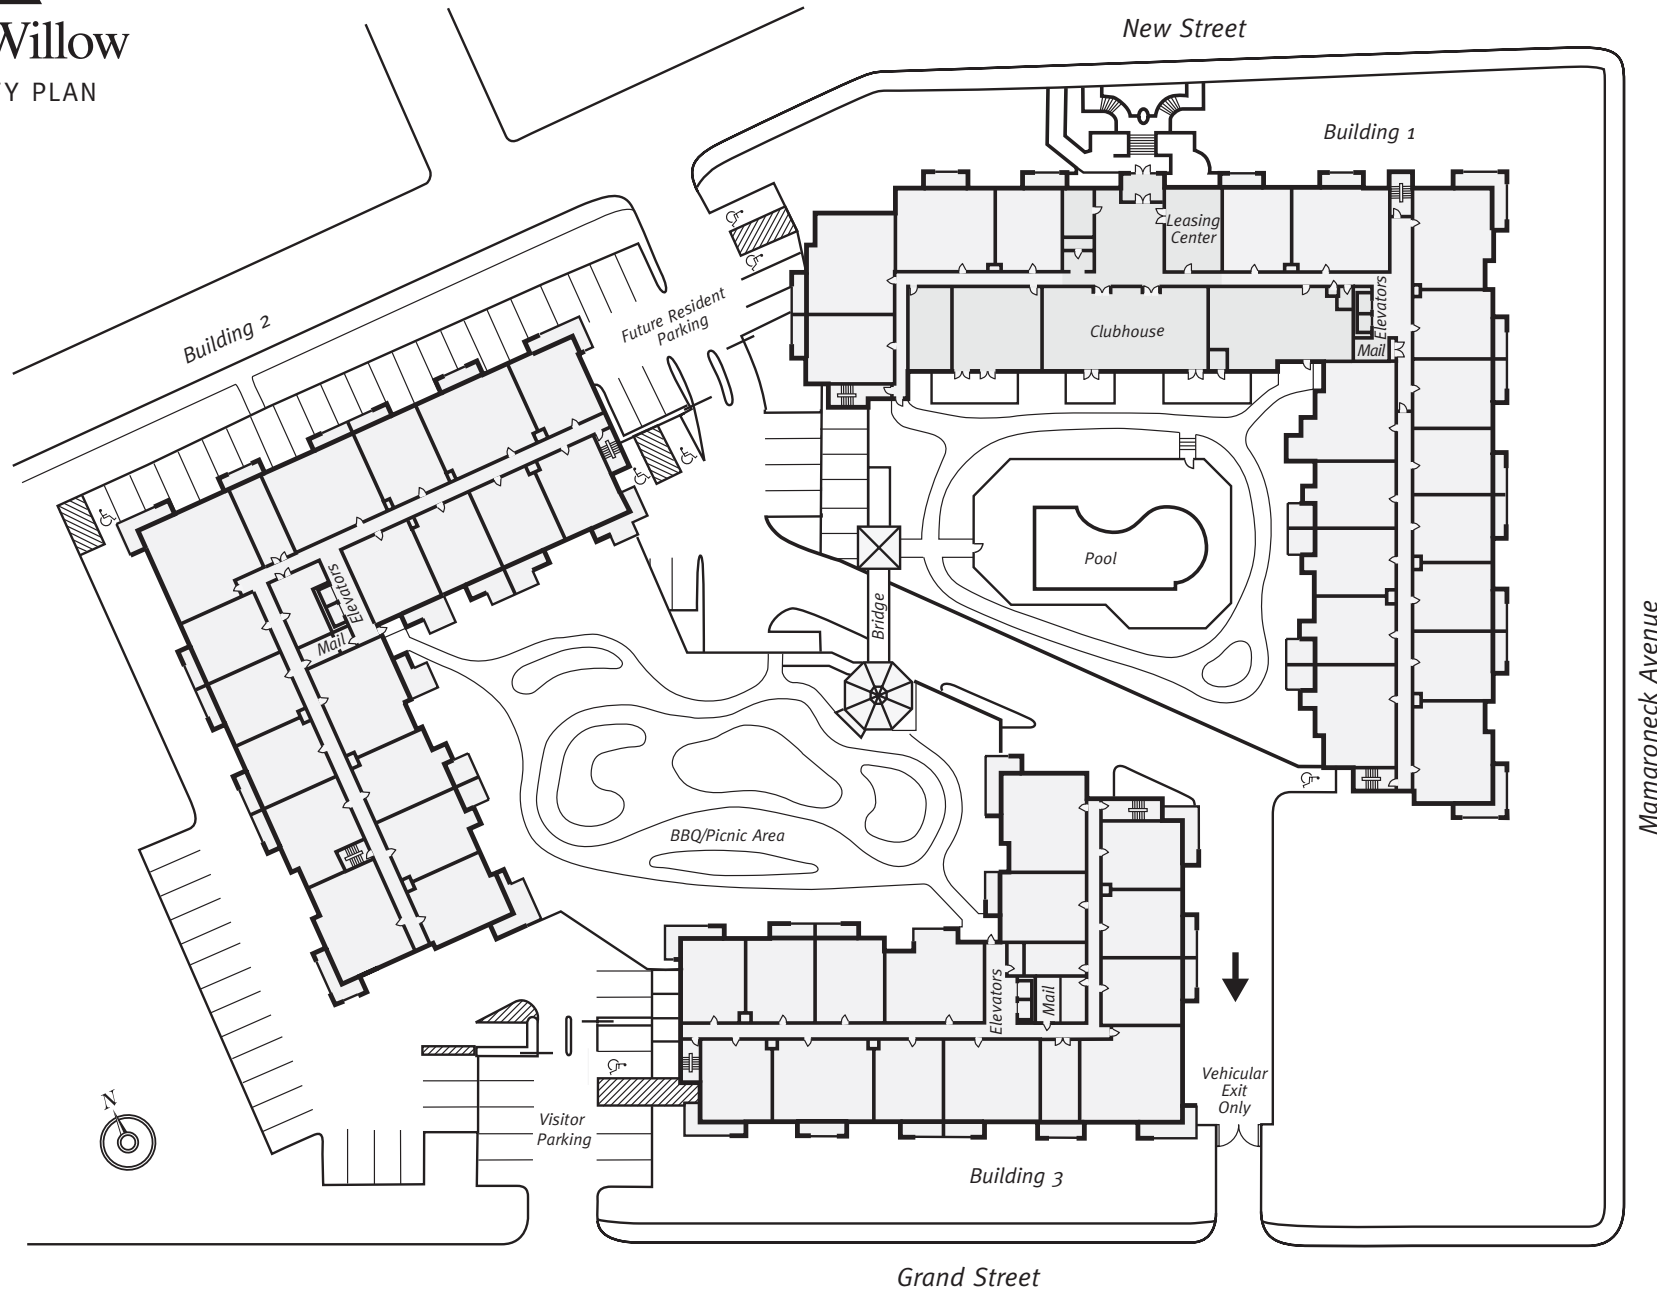 Willow
Y PLAN
New Street
Building 1
Leasing
Center
Elevators
Clubhouse
Mail
Future Resident
Parking
Building 2
Elevators
Mail
Pool
Bridge
Mamaroneck Avenue
BBQ/Picnic Area
Elevators
Mail
Vehicular
Exit
Only
Visitor
Parking
N
Building 3
Grand Street